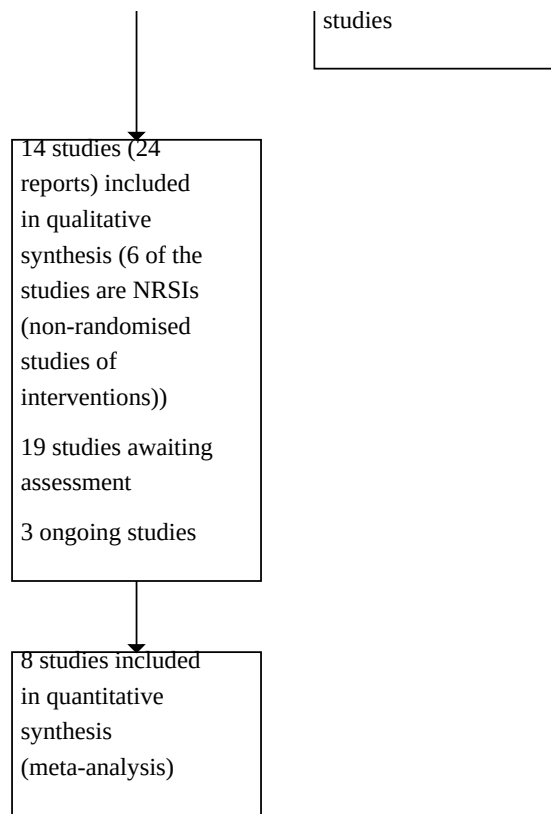 studies
14 studies (24
reports) included
in qualitative
synthesis (6 of the
studies are NRSIs
(non-randomised
studies of
interventions))
19 studies awaiting
assessment
3 ongoing studies
8 studies included
in quantitative
synthesis
(meta-analysis)